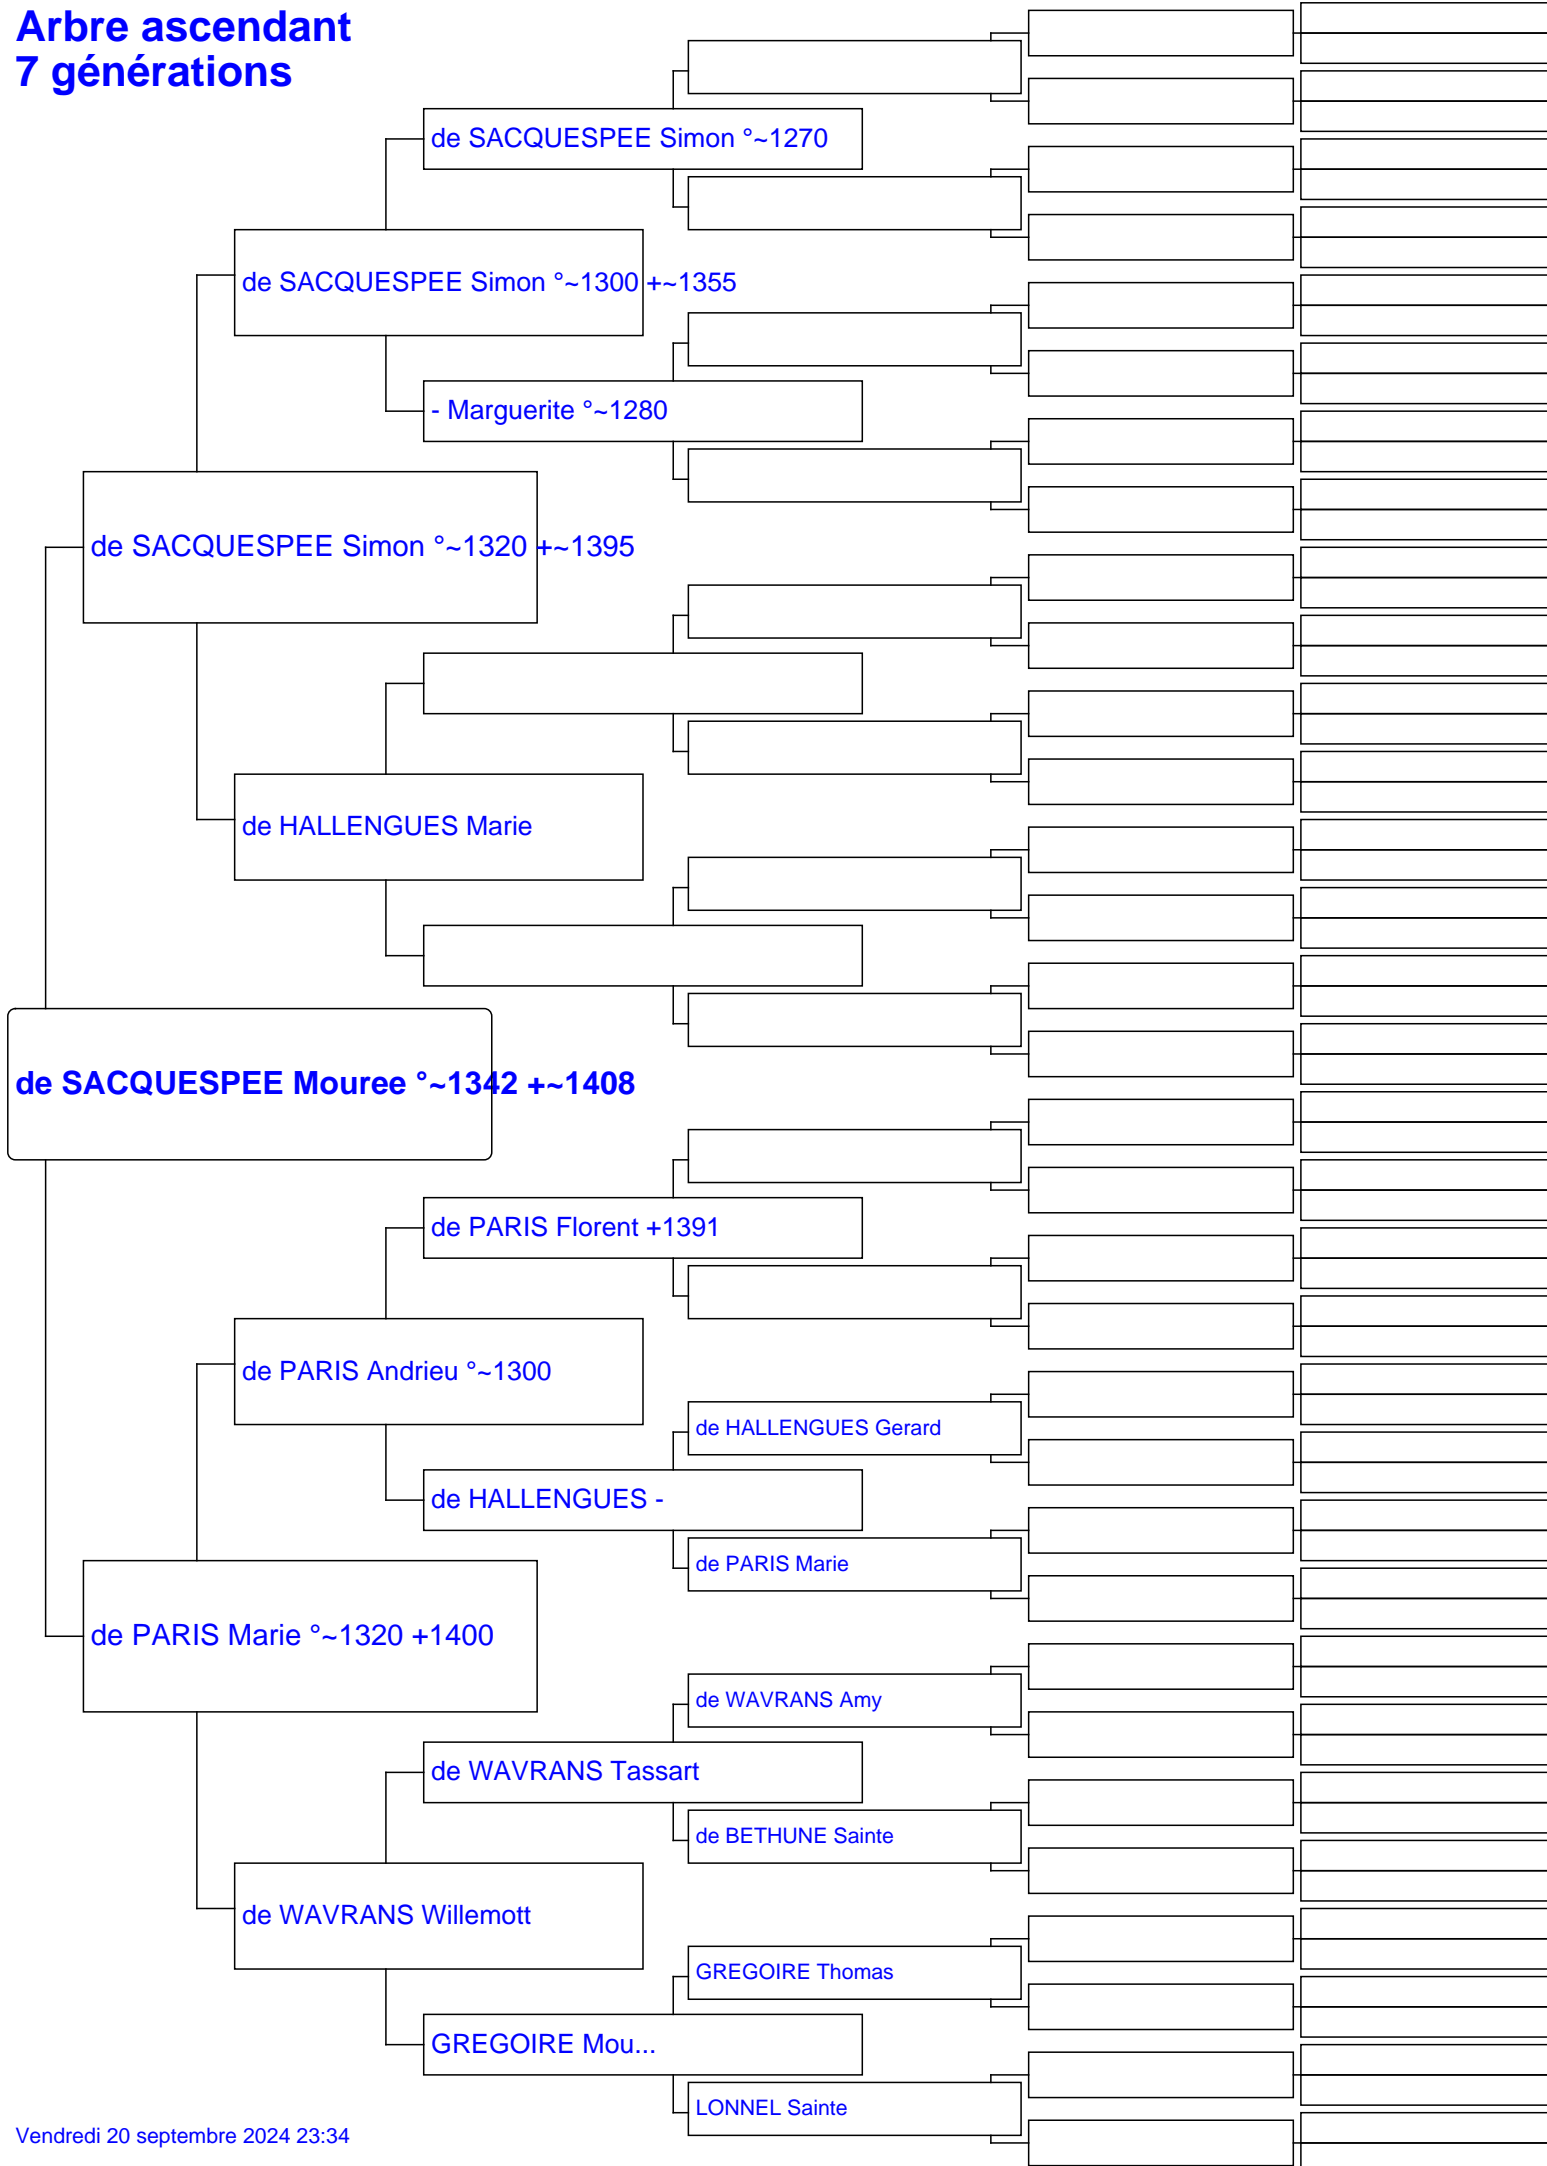 Arbre ascendant
7 générations
de SACQUESPEE Simon °~1270
de SACQUESPEE Simon °~1300 +~1355
- Marguerite °~1280
de SACQUESPEE Simon °~1320 +~1395
de HALLENGUES Marie
de SACQUESPEE Mouree °~1342 +~1408
de PARIS Florent +1391
de PARIS Andrieu °~1300
de HALLENGUES Gerard
de HALLENGUES -
de PARIS Marie
de PARIS Marie °~1320 +1400
de WAVRANS Amy
de WAVRANS Tassart
de BETHUNE Sainte
de WAVRANS Willemott
GREGOIRE Thomas
GREGOIRE Mou...
LONNEL Sainte
Vendredi 20 septembre 2024 23:34